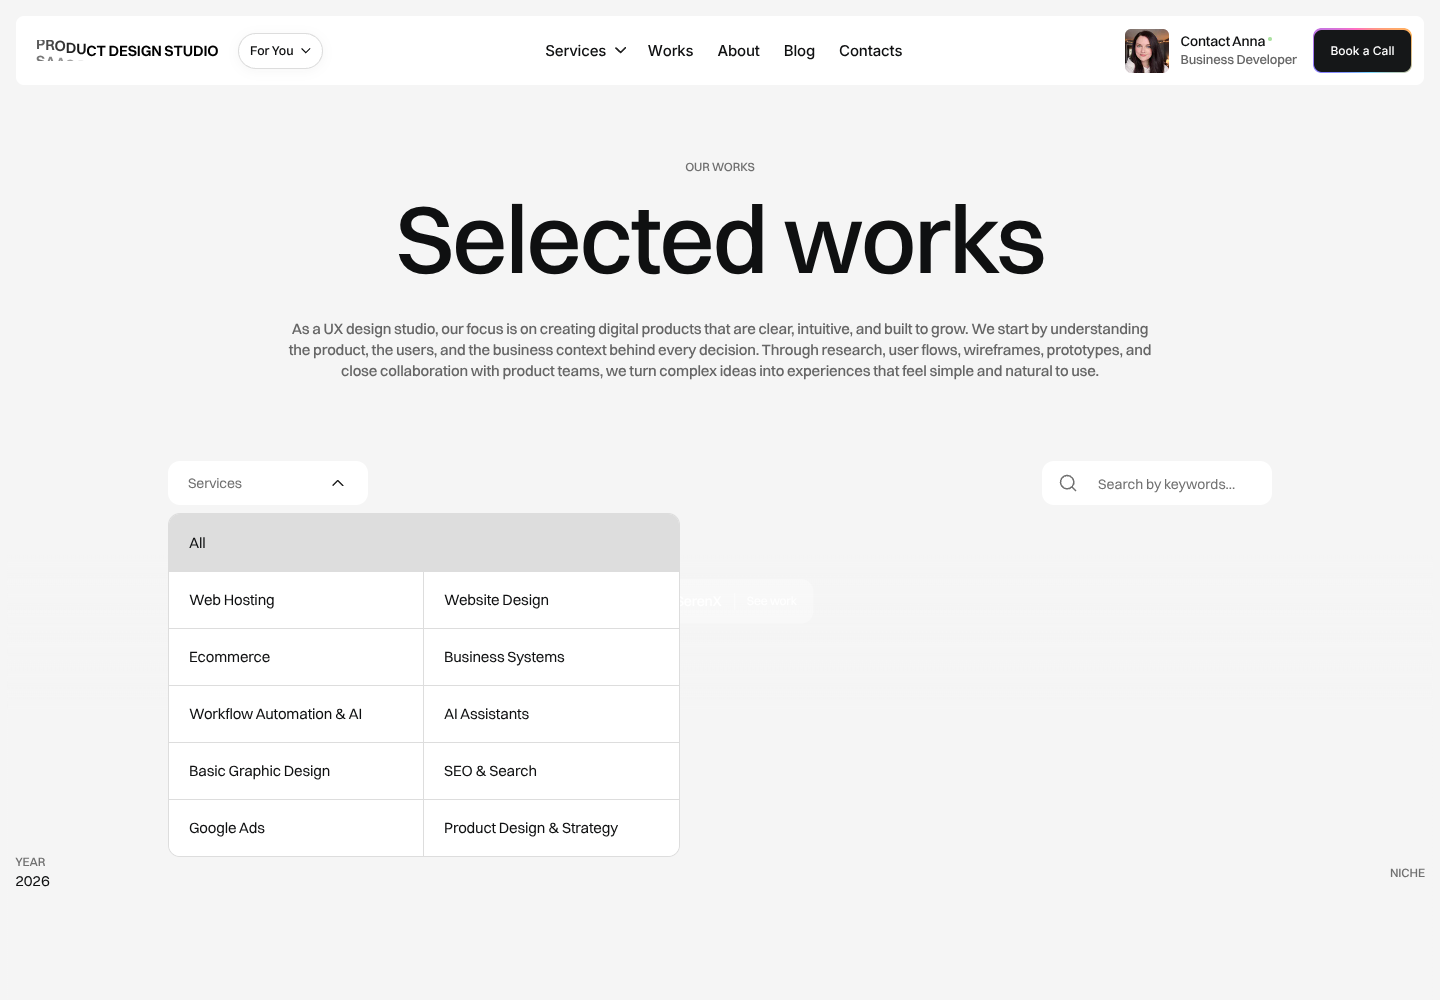 PRODUCT DESIGN STUDIO
For You
Services
Works
About
Blog
Contacts
Contact Anna
Business Developer
Book a Call
OUR WORKS
Selected works
As a UX design studio, our focus is on creating digital products that are clear, intuitive, and built to grow. We start by understanding
the product, the users, and the business context behind every decision. Through research, user flows, wireframes, prototypes, and
close collaboration with product teams, we turn complex ideas into experiences that feel simple and natural to use.
Services
Search by keywords...
All
Web Hosting
Website Design
See work
Ecommerce
Business Systems
Workflow Automation & AI
AI Assistants
Basic Graphic Design
SEO & Search
Google Ads
Product Design & Strategy
YEAR
2026
NICHE